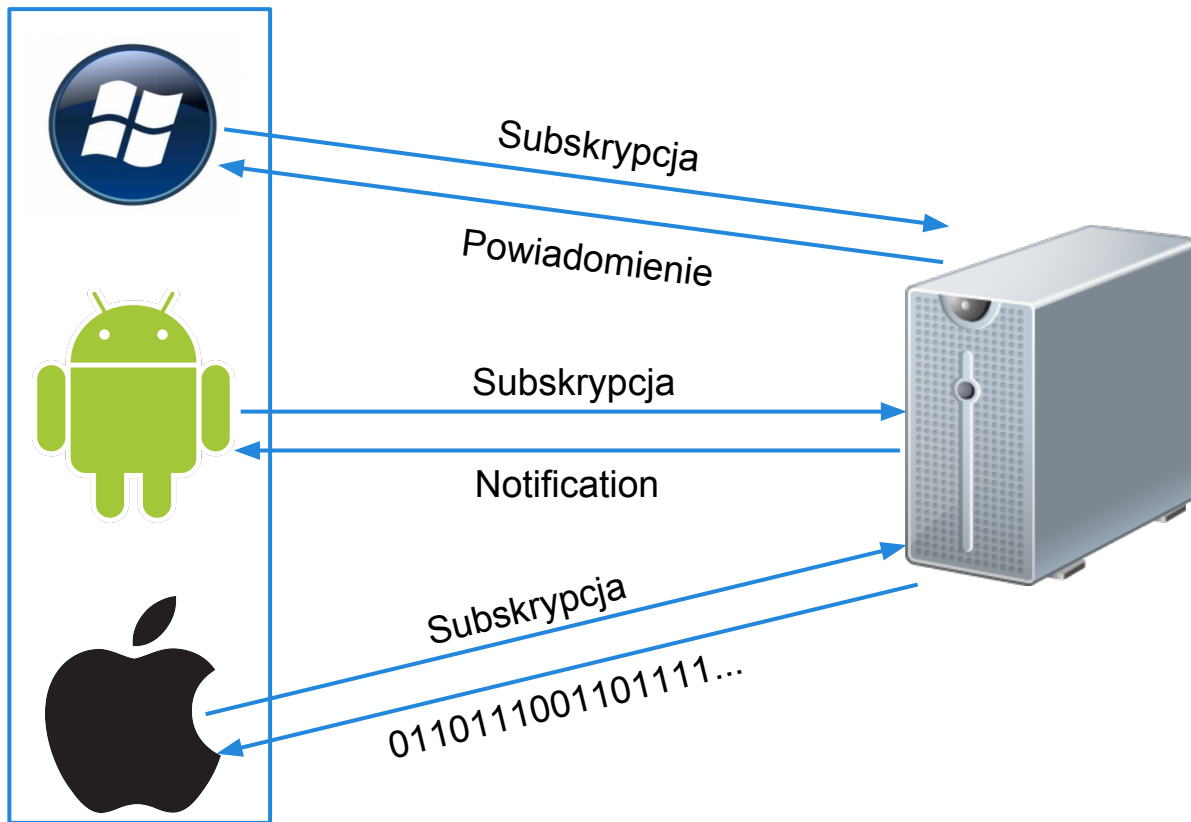 Subskrypcja
Powiadomienie
Subskrypcja
Notification
Subskrypcja
0110111001101111...